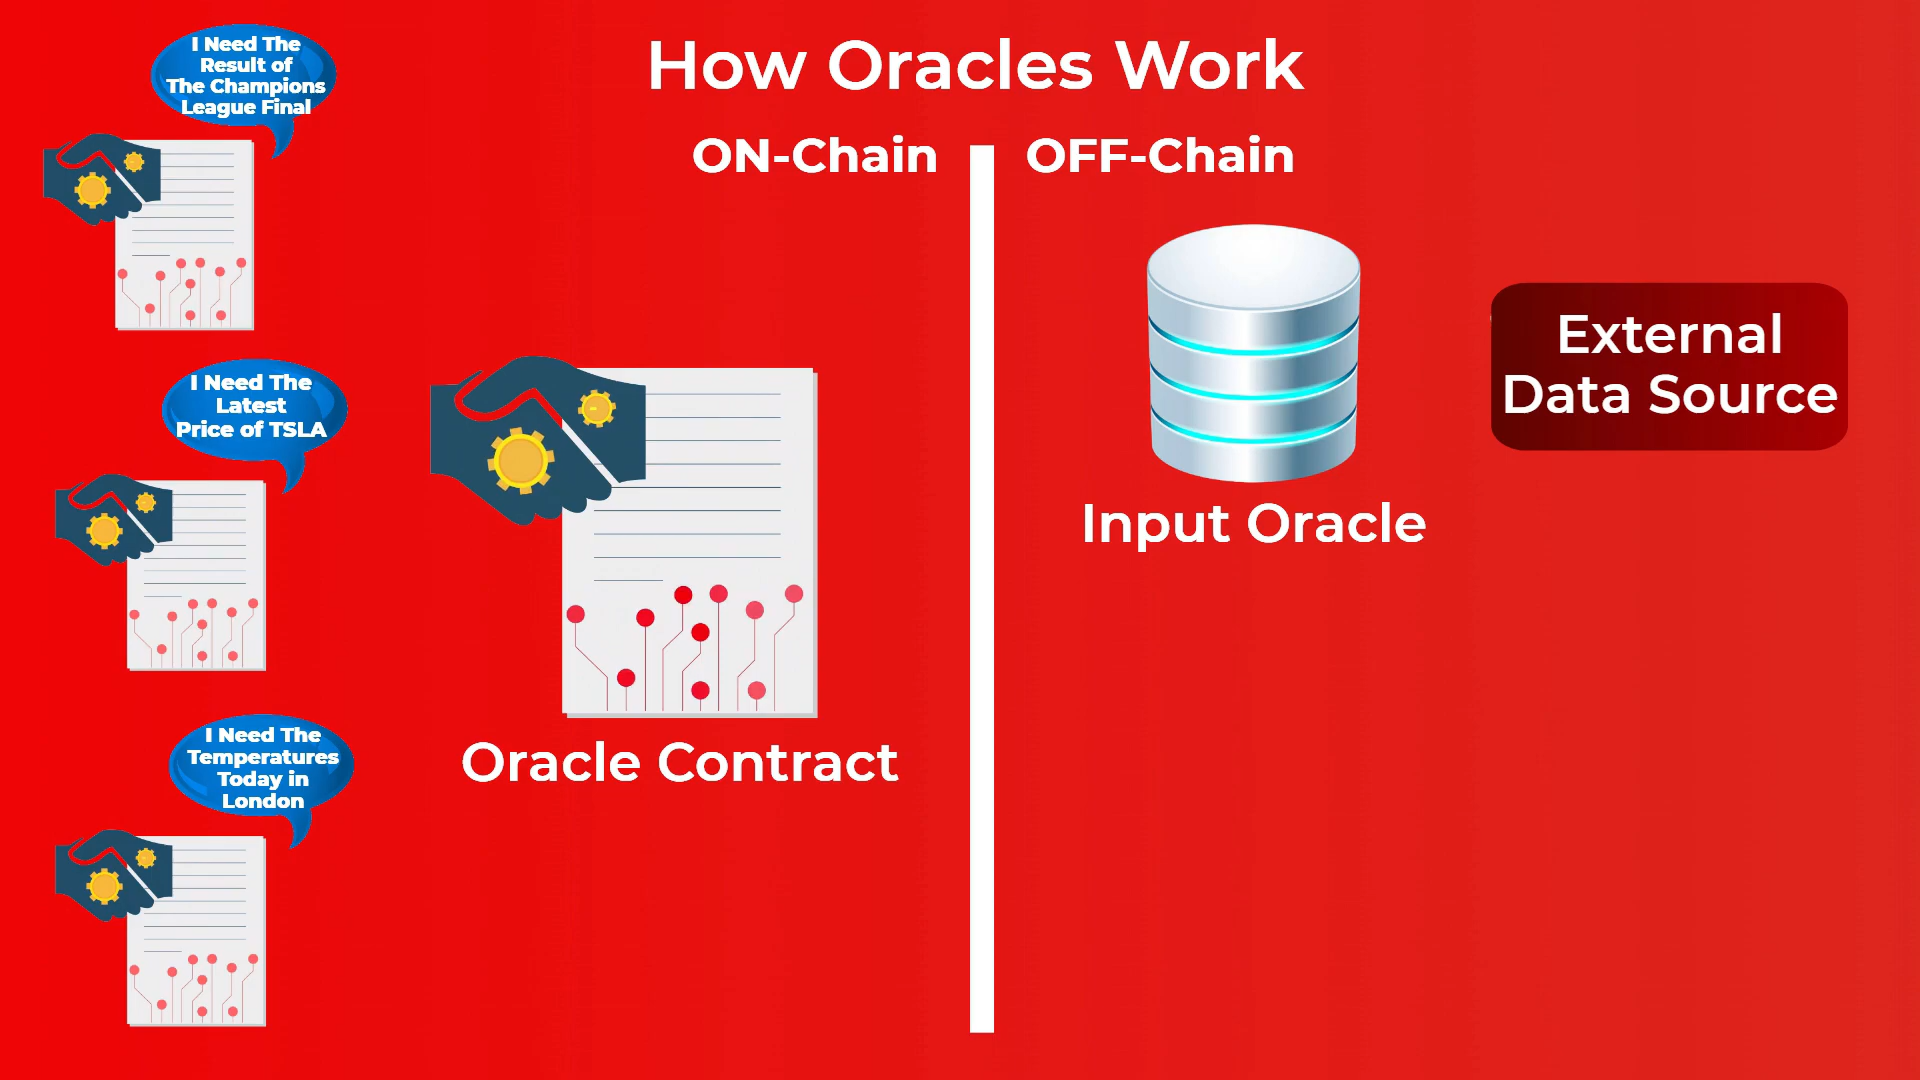 How Oracles Work
ON-Chain
OFF-Chain
I Need The
Result of
The Champions
League Final
I Need The
Latest
Price of TSLA
I Need The
Temperatures
Today in
London
Oracle Contract
Input Oracle
External
Data Source